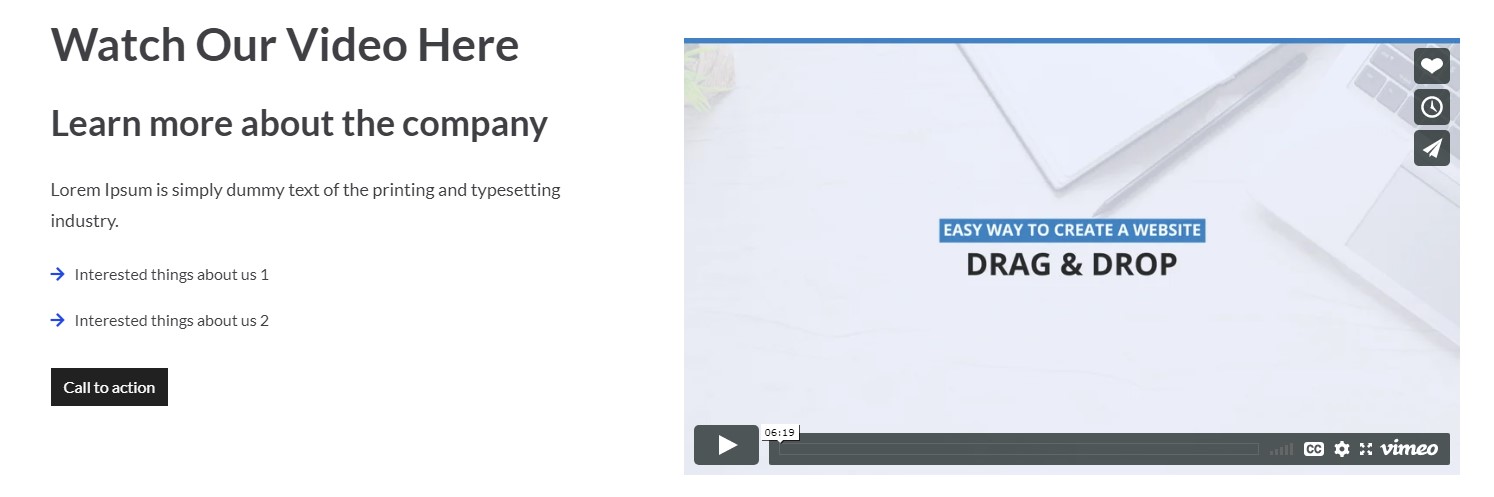 Watch Our Video Here
Learn more about the company
Lorem Ipsum is simply dummy text of the printing and typesetting
industry.
Interested things about us 1
Interested things about us 2
Call to action
EASY WAY TO CREATE A WEBSITE
DRAG & DROP
06:19
CC
vimeo